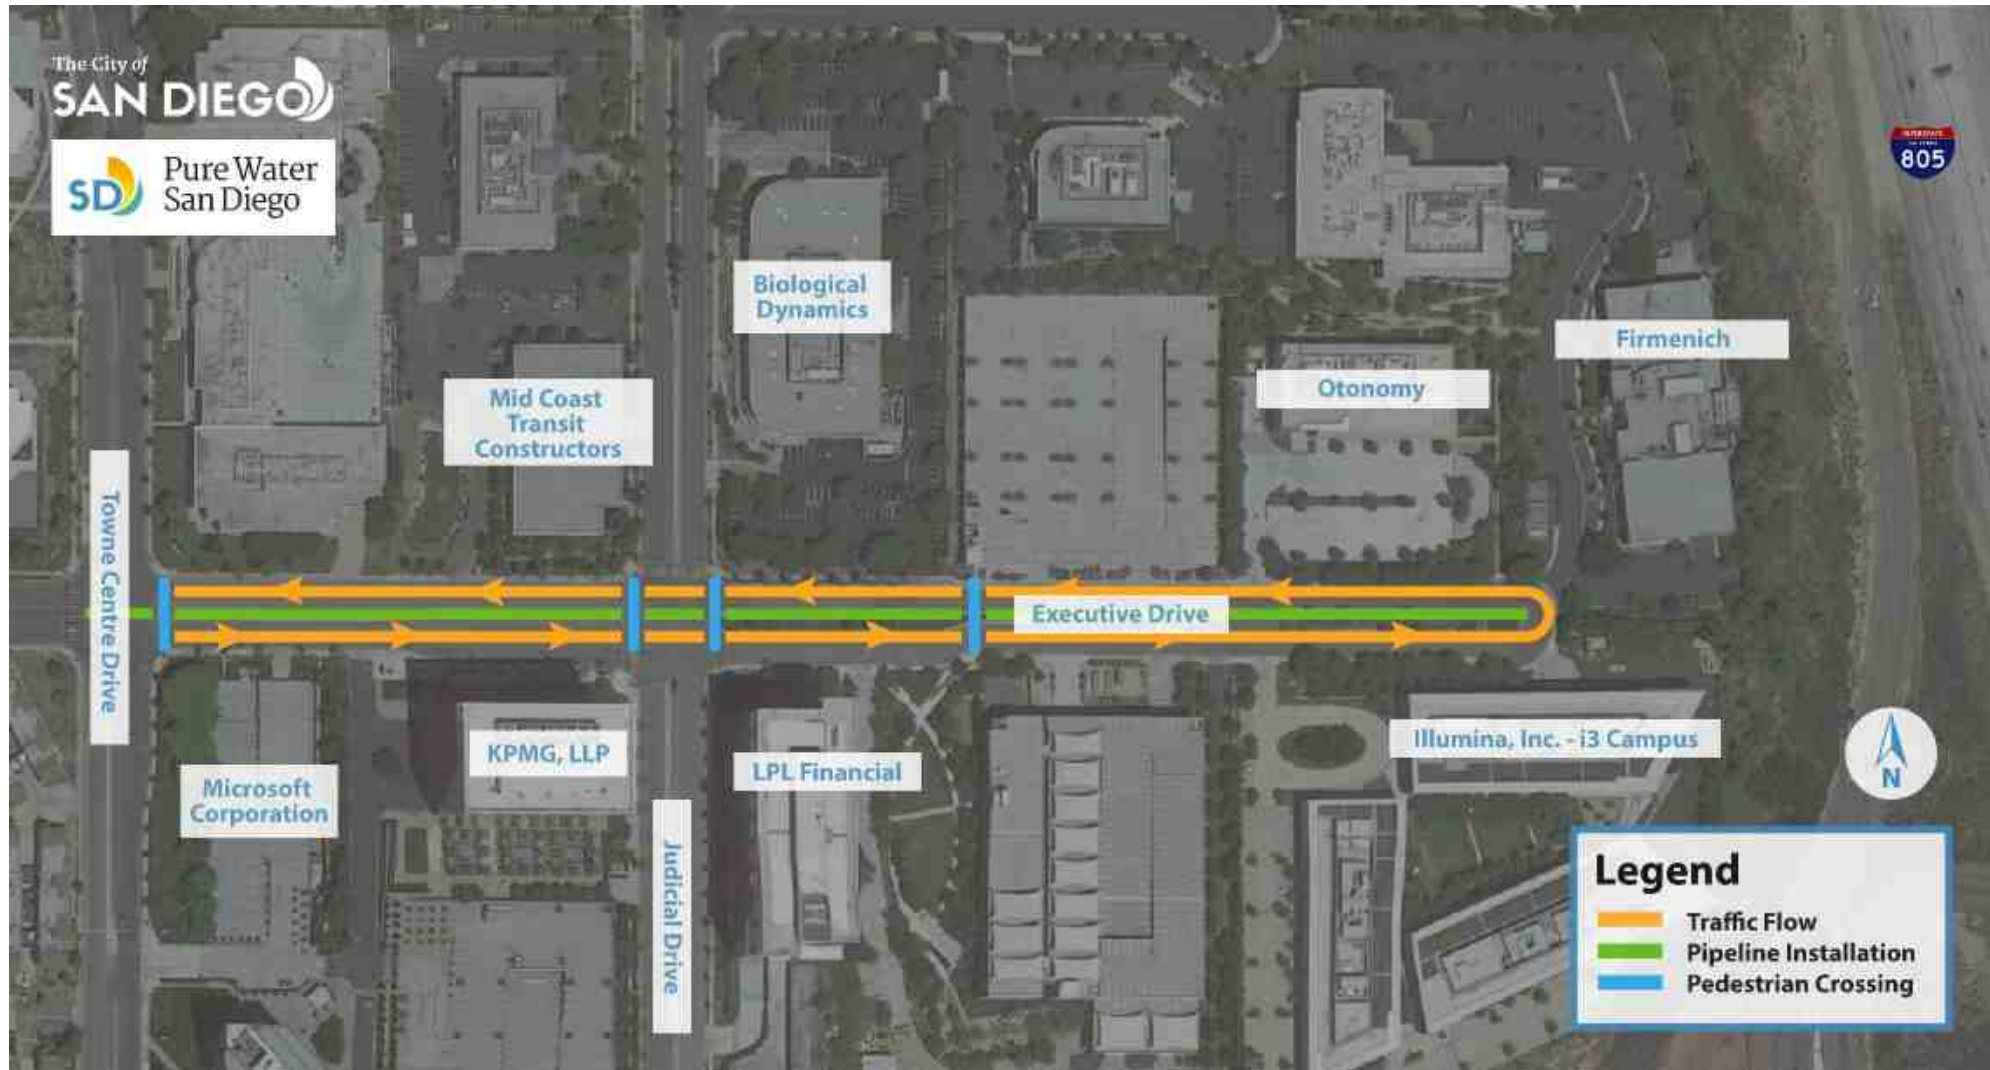 The City of
SAN DIEGO
SD
Pure Water
San Diego
INTERSTATE
805
Biological
Dynamics
Firmenich
Otonomy
Mid Coast
Transit
Constructors
Towne Centre Drive
Executive Drive
KPMG, LLP
LPL Financial
Illumina, Inc. - i3 Campus
Microsoft
Corporation
Judicial Drive
N
Legend
Traffic Flow
Pipeline Installation
Pedestrian Crossing